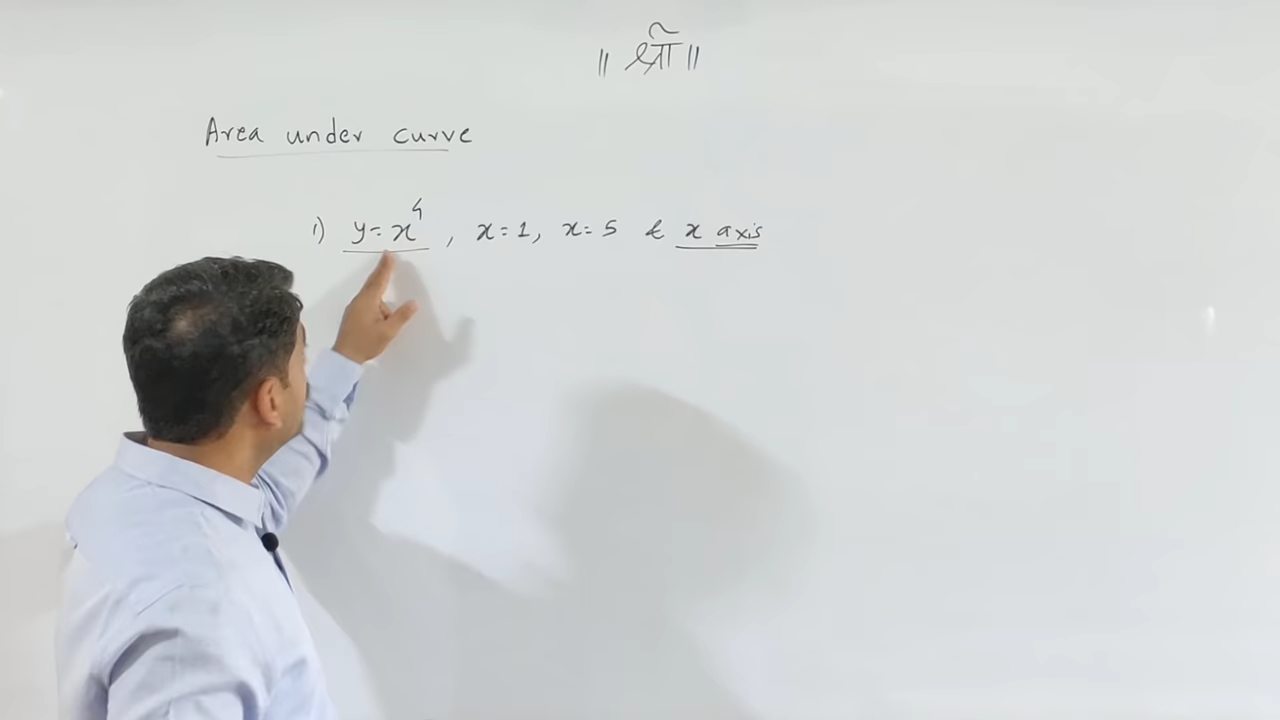 ॥ श्री ॥
Area under curve
1) y=x⁴, x=1, x=5 & x axis